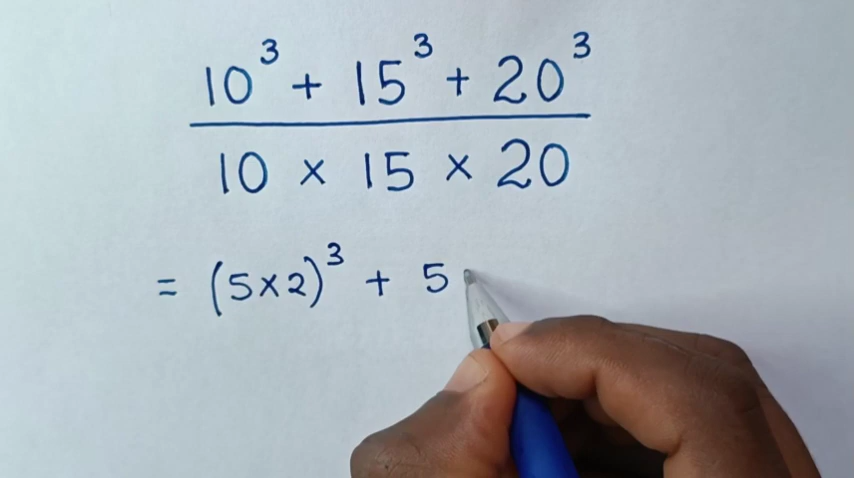 10³ + 15³ + 20³
10 × 15 × 20
= (5×2)³ + 5